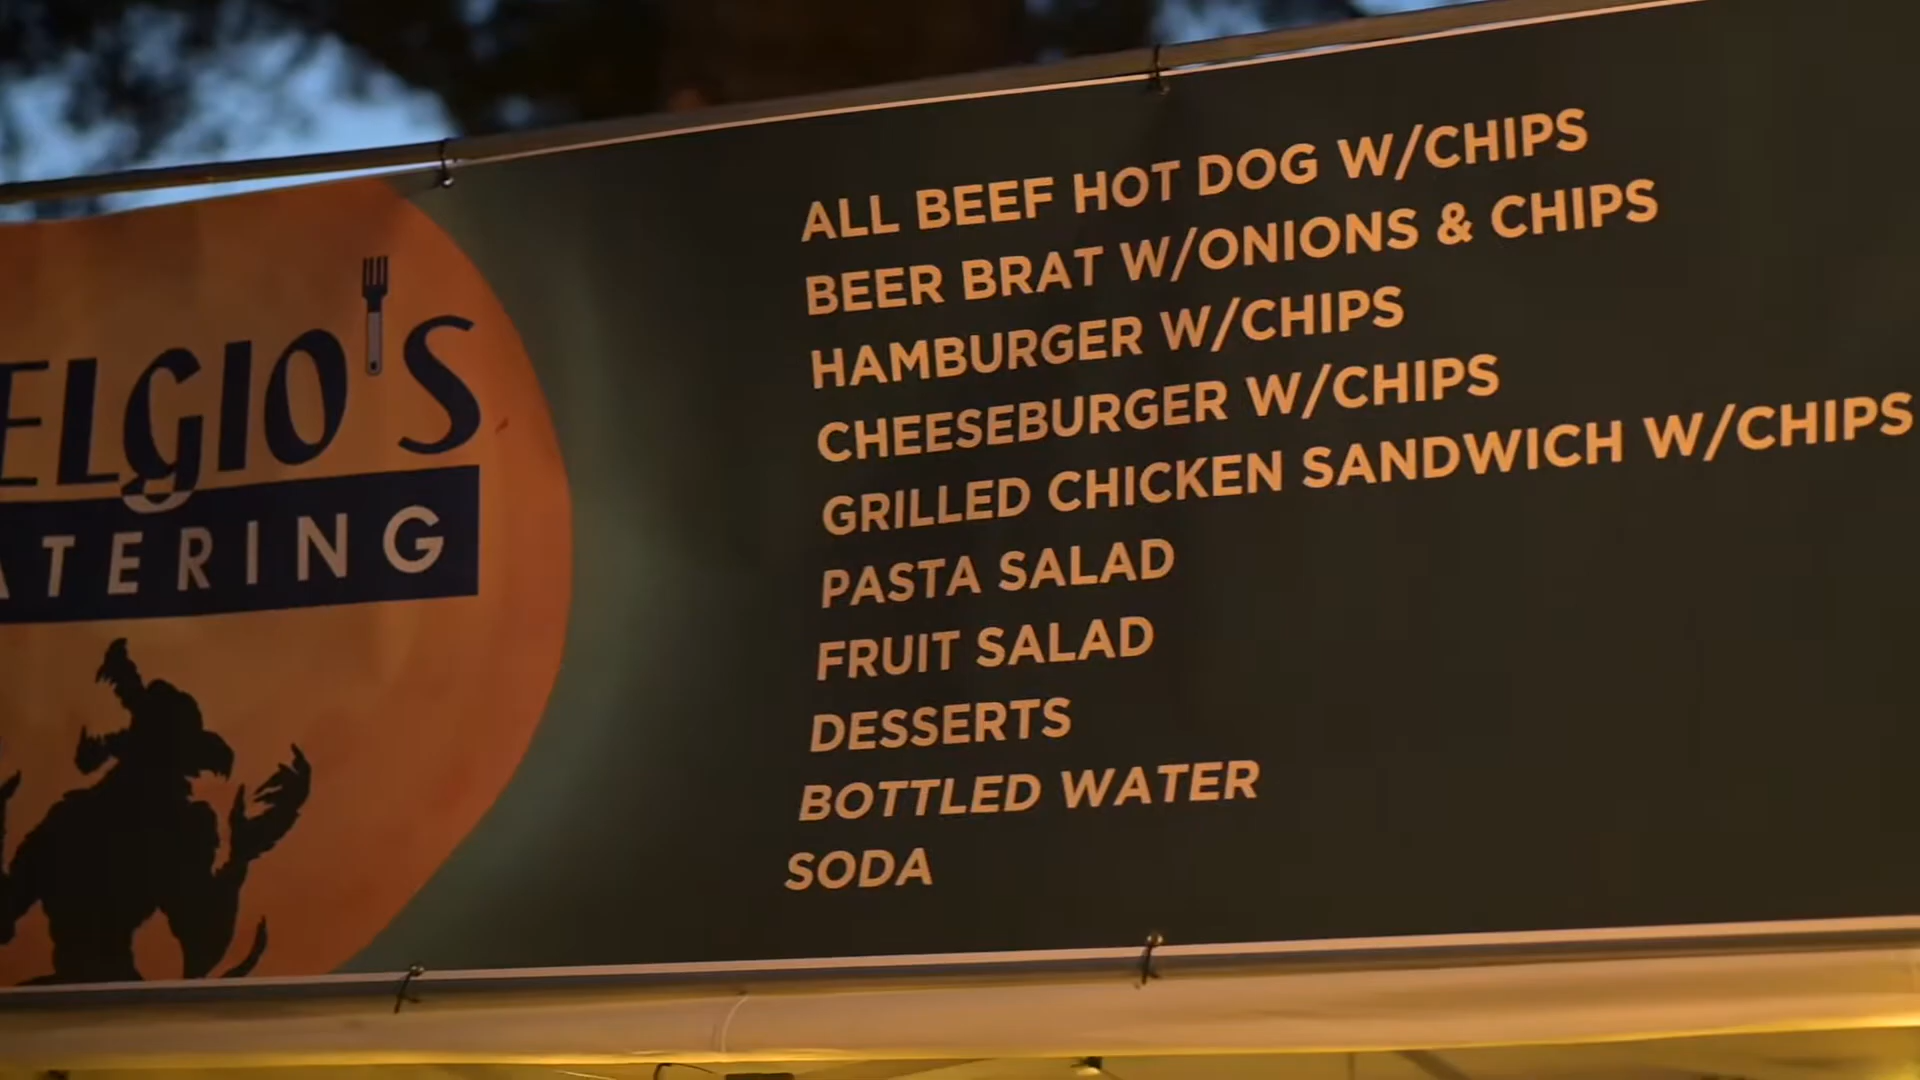 ELGIO'S
ATERING
ALL BEEF HOT DOG W/CHIPS
BEER BRAT W/ONIONS & CHIPS
HAMBURGER W/CHIPS
CHEESEBURGER W/CHIPS
GRILLED CHICKEN SANDWICH W/CHIPS
PASTA SALAD
FRUIT SALAD
DESSERTS
BOTTLED WATER
SODA